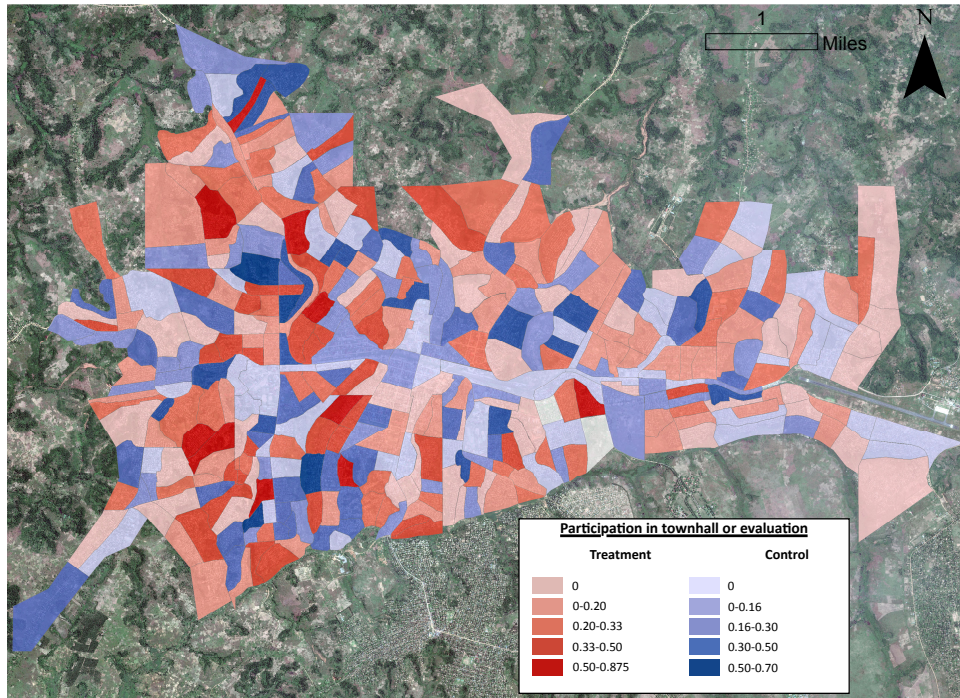 1
Miles
N
Participation in townhall or evaluation
Treatment Control
0 0
0-0.20 0-0.16
0.20-0.33 0.16-0.30
0.33-0.50 0.30-0.50
0.50-0.875 0.50-0.70